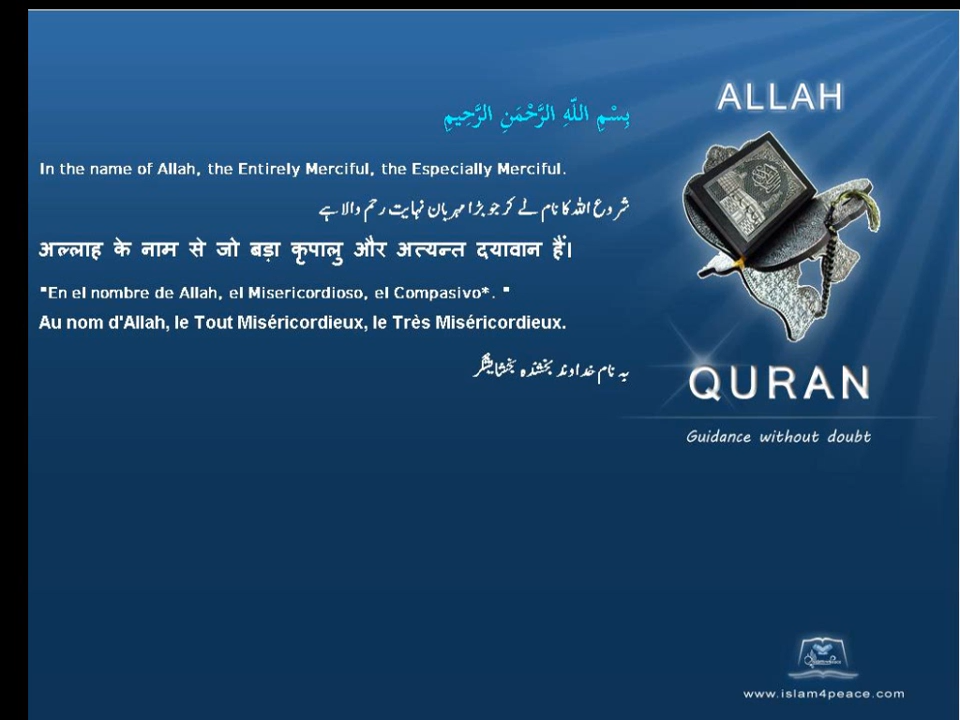 بِسْمِ اللَّهِ الرَّحْمَنِ الرَّحِيمِ
In the name of Allah, the Entirely Merciful, the Especially Merciful.
شروع الله کا نام لے کر جو بڑا مہربان نہایت رحم والا ہے
अल्लाह के नाम से जो बड़ा कृपालु और अत्यन्त दयावान हैं।
"En el nombre de Allah, el Misericordioso, el Compasivo*. "
Au nom d'Allah, le Tout Miséricordieux, le Très Miséricordieux.
به نام خداوند بخشنده بخشایشگر
ALLAH
QURAN
Guidance without doubt
www.islam4peace.com